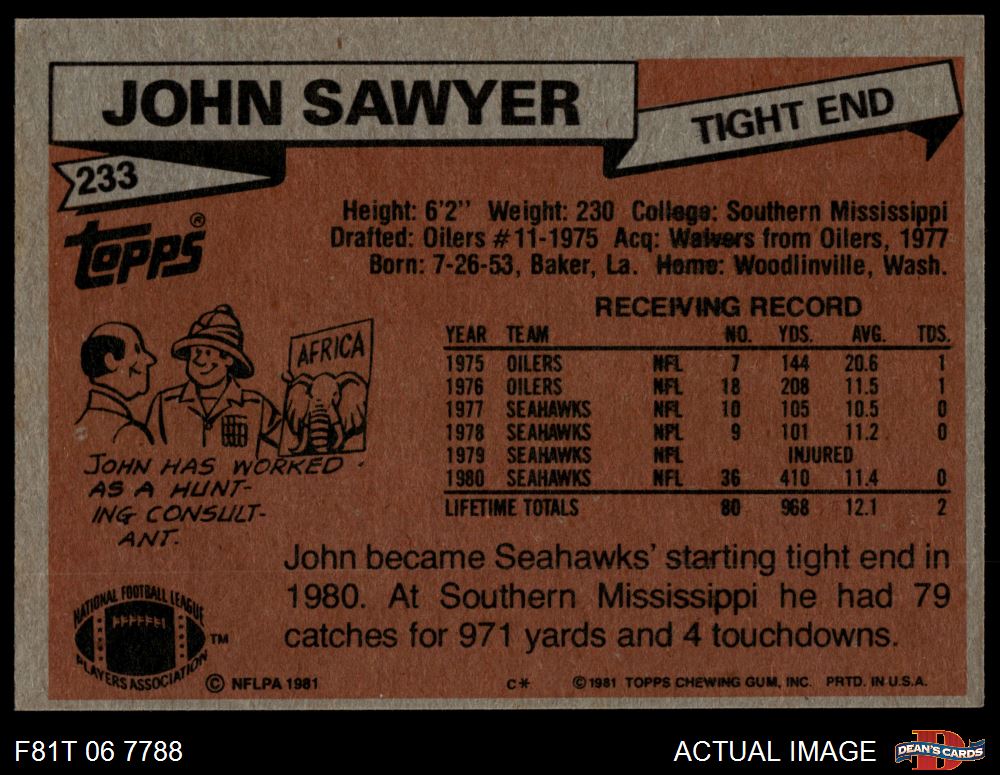 JOHN SAWYER
TIGHT END
233
Topps®
Height: 6'2" Weight: 230 College: Southern Mississippi
Drafted: Oilers #11-1975 Acq: Waivers from Oilers, 1977
Born: 7-26-53, Baker, La. Home: Woodlinville, Wash.
RECEIVING RECORD
YEAR TEAM NO. YDS. AVG. TDS.
1975 OILERS NFL 7 144 20.6 1
1976 OILERS NFL 18 208 11.5 1
1977 SEAHAWKS NFL 10 105 10.5 0
1978 SEAHAWKS NFL 9 101 11.2 0
1979 SEAHAWKS NFL INJURED
1980 SEAHAWKS NFL 36 410 11.4 0
LIFETIME TOTALS 80 968 12.1 2
AFRICA
JOHN HAS WORKED
AS A HUNT-
ING CONSULT-
ANT.
John became Seahawks' starting tight end in
1980. At Southern Mississippi he had 79
catches for 971 yards and 4 touchdowns.
NATIONAL FOOTBALL LEAGUE
PLAYERS ASSOCIATION
TM
© NFLPA 1981
C*
© 1981 TOPPS CHEWING GUM, INC. PRTD. IN U.S.A.
F81T 06 7788
ACTUAL IMAGE
DEAN'S CARDS